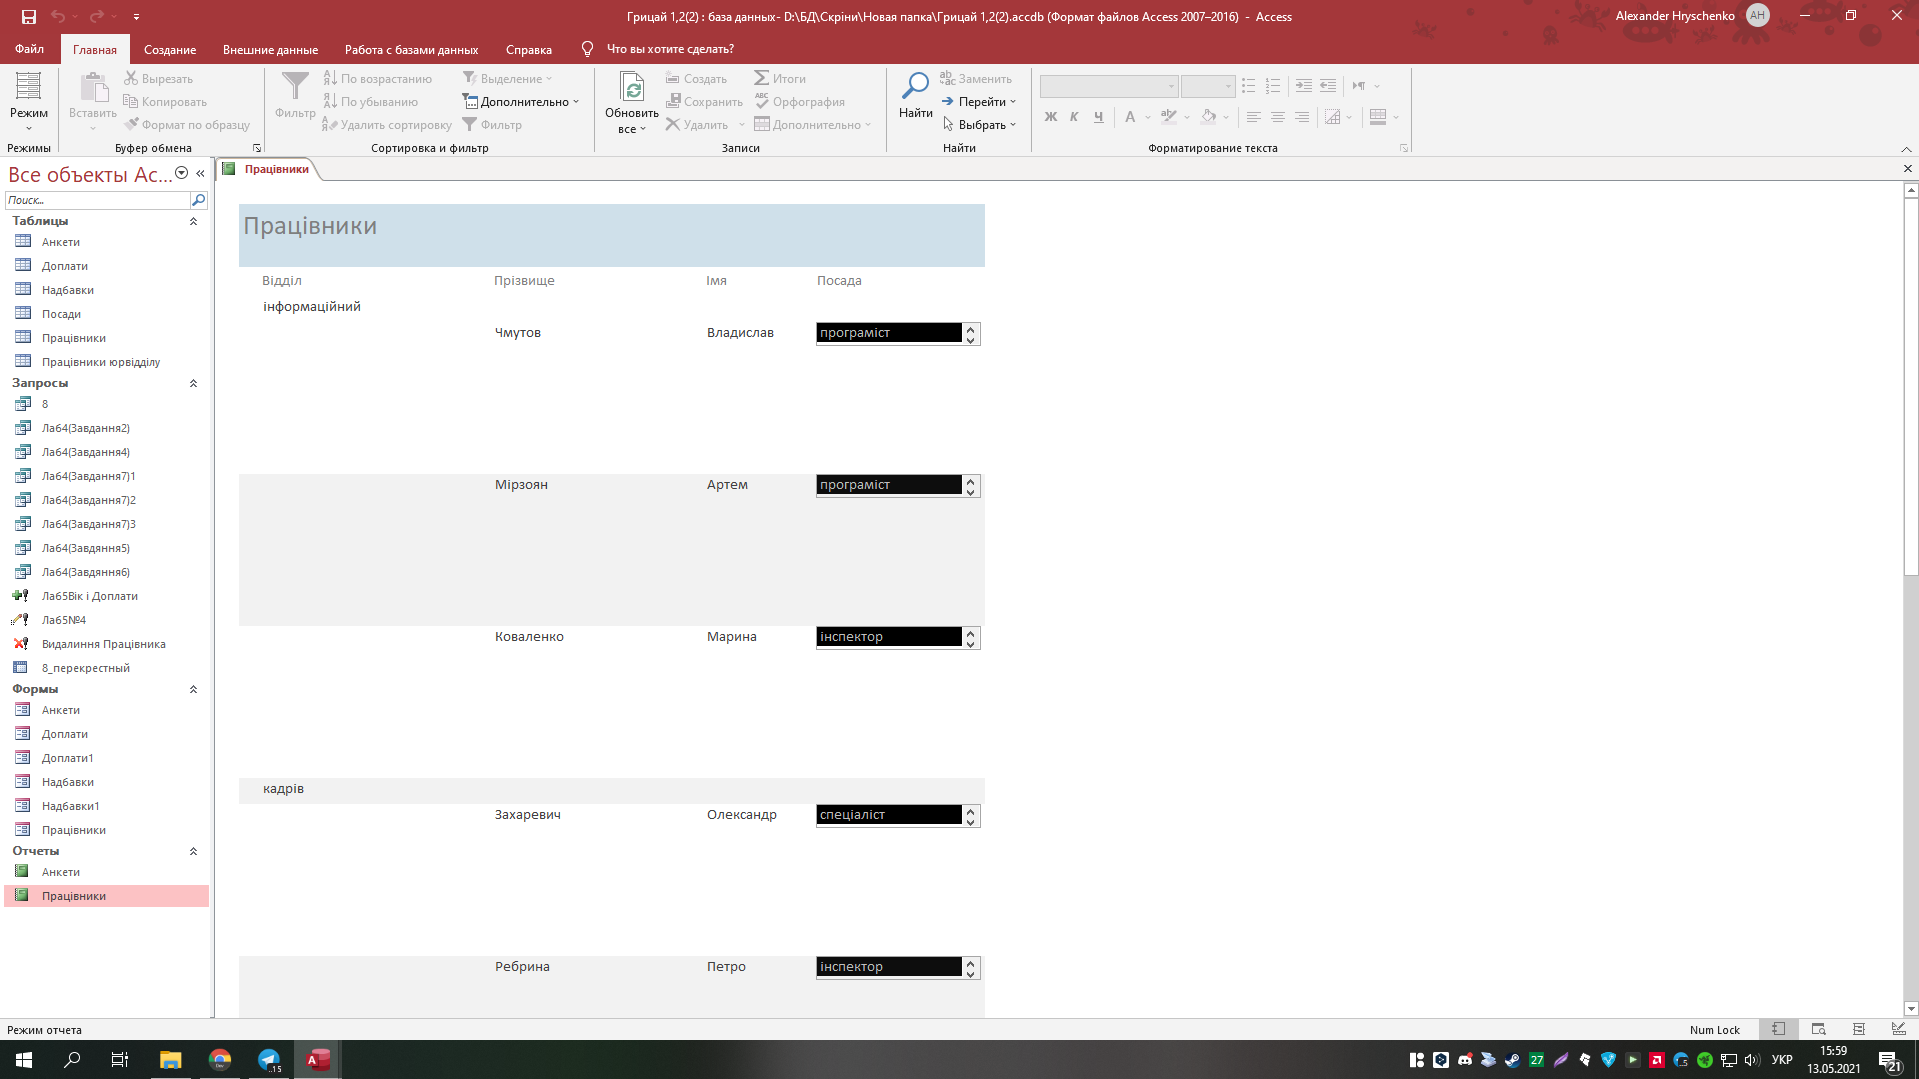 Грицай 1,2(2) : база данных- D:\БД\Скріни\Новая папка\Грицай 1,2(2).accdb (Формат файлов Access 2007–2016) - Access
Alexander Hryschenko AH
Файл Главная Создание Внешние данные Работа с базами данных Справка Что вы хотите сделать?
Режим
Режимы
Вставить
Вырезать
Копировать
Формат по образцу
Буфер обмена
Фильтр
По возрастанию
По убыванию
Удалить сортировку
Выделение
Дополнительно
Фильтр
Сортировка и фильтр
Обновить
все
Создать
Сохранить
Удалить
Итоги
Орфография
Дополнительно
Записи
Найти
Заменить
Перейти
Выбрать
Найти
Ж К Ч А
Форматирование текста
Все объекты Ac...
Поиск...
Таблицы
Анкети
Доплати
Надбавки
Посади
Працівники
Працівники юрвідділу
Запросы
8
Лаб4(Завдання2)
Лаб4(Завдання4)
Лаб4(Завдання7)1
Лаб4(Завдання7)2
Лаб4(Завдання7)3
Лаб4(Завдяння5)
Лаб4(Завдяння6)
Лаб5Вік і Доплати
Лаб5№4
Видалиння Працівника
8_перекрестный
Формы
Анкети
Доплати
Доплати1
Надбавки
Надбавки1
Працівники
Отчеты
Анкети
Працівники
Працівники
Працівники
Відділ Прізвище Імя Посада
інформаційний
Чмутов Владислав програміст
Мірзоян Артем програміст
Коваленко Марина інспектор
кадрів
Захаревич Олександр спеціаліст
Ребрина Петро інспектор
Режим отчета
Num Lock
27
УКР
15:59
13.05.2021
21